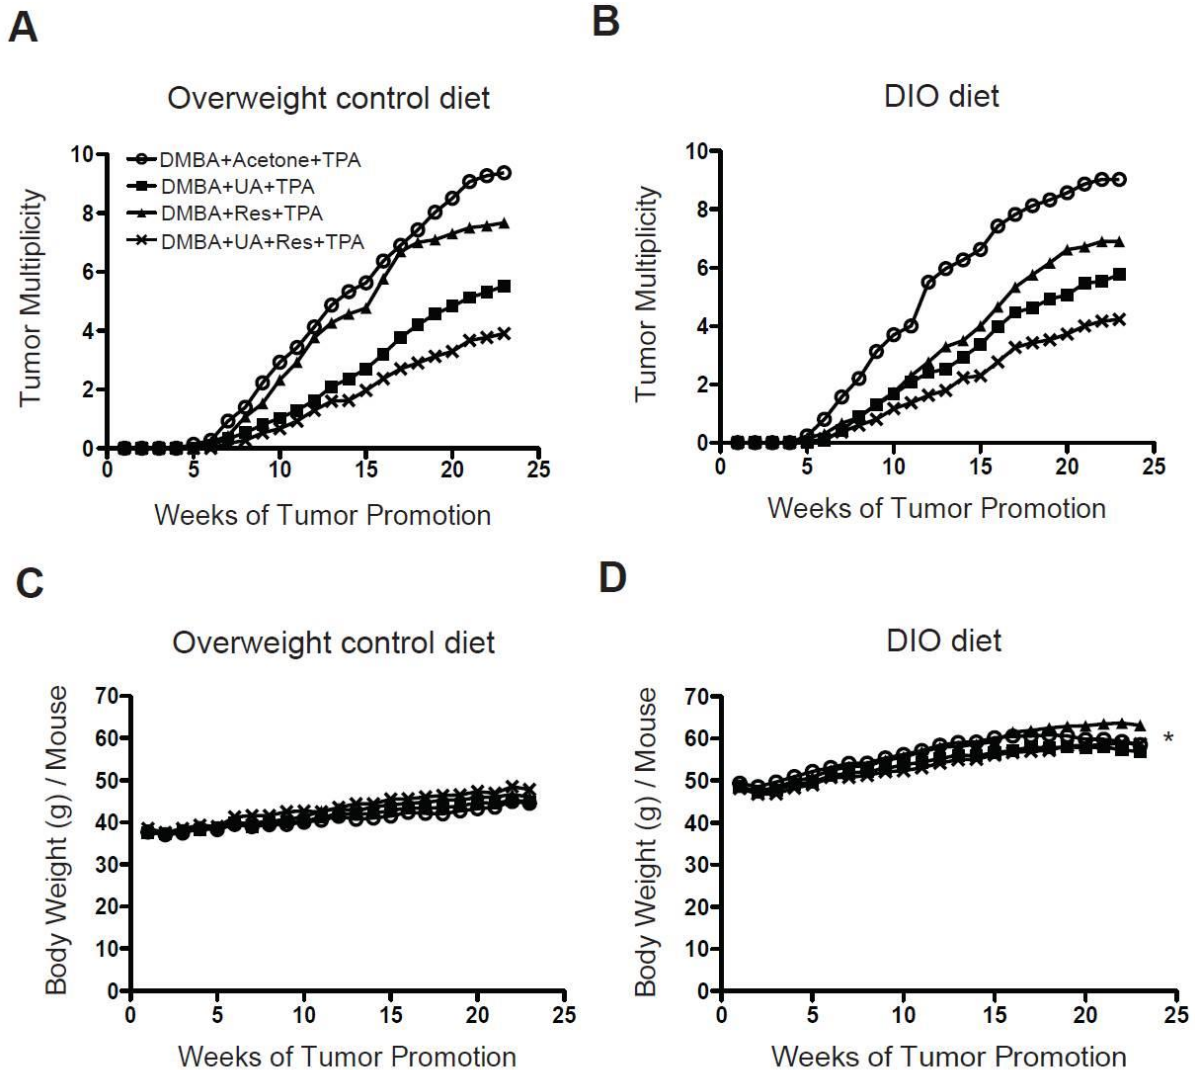 A
Overweight control diet
Tumor Multiplicity
10
8
6
4
2
0
DMBA+Acetone+TPA
DMBA+UA+TPA
DMBA+Res+TPA
DMBA+UA+Res+TPA
0 5 10 15 20 25
Weeks of Tumor Promotion
B
DIO diet
Tumor Multiplicity
10
8
6
4
2
0
0 5 10 15 20 25
Weeks of Tumor Promotion
C
Overweight control diet
Body Weight (g) / Mouse
70
60
50
40
30
20
10
0
0 5 10 15 20 25
Weeks of Tumor Promotion
D
DIO diet
Body Weight (g) / Mouse
70
60
50
40
30
20
10
0
*
0 5 10 15 20 25
Weeks of Tumor Promotion